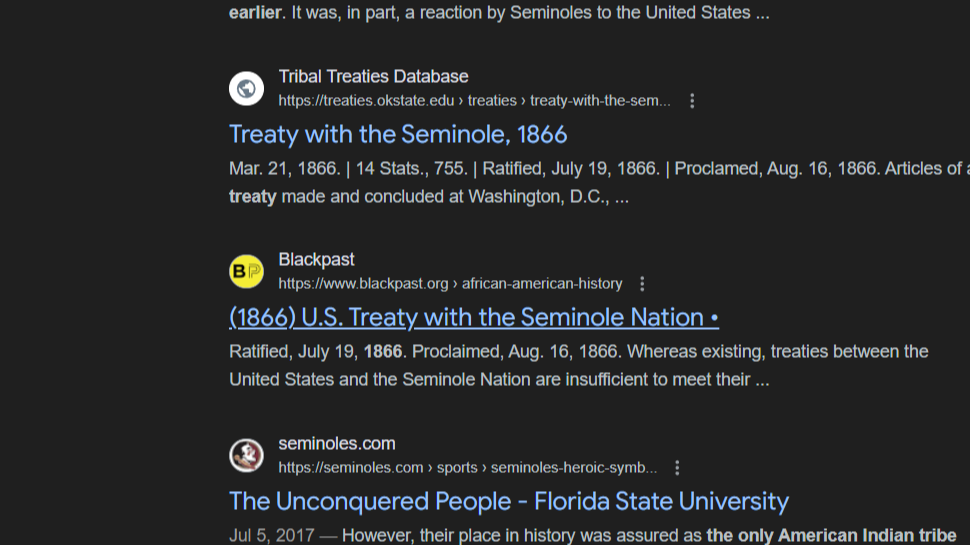 earlier. It was, in part, a reaction by Seminoles to the United States ...
Tribal Treaties Database
https://treaties.okstate.edu › treaties › treaty-with-the-sem...
Treaty with the Seminole, 1866
Mar. 21, 1866. | 14 Stats., 755. | Ratified, July 19, 1866. | Proclamed, Aug. 16, 1866. Articles of a
treaty made and concluded at Washington, D.C., ...
BP
Blackpast
https://www.blackpast.org › african-american-history
(1866) U.S. Treaty with the Seminole Nation •
Ratified, July 19, 1866. Proclaimed, Aug. 16, 1866. Whereas existing, treaties between the
United States and the Seminole Nation are insufficient to meet their ...
seminoles.com
https://seminoles.com › sports › seminoles-heroic-symb...
The Unconquered People - Florida State University
Jul 5, 2017 — However, their place in history was assured as the only American Indian tribe